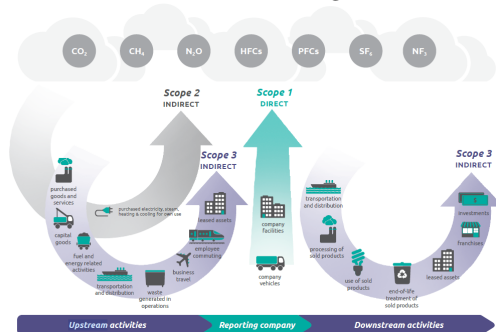 CO₂
CH₄
N₂O
HFCs
PFCs
SF₆
NF₃
Scope 2
INDIRECT
Scope 1
DIRECT
Scope 3
INDIRECT
Scope 3
INDIRECT
purchased
goods and
services
capital
goods
fuel and
energy related
activities
transportation
and distribution
waste
generated in
operations
business
travel
employee
commuting
leased assets
purchased electricity, steam,
heating & cooling for own use
company
facilities
company
vehicles
transportation
and distribution
processing of
sold products
use of sold
products
end-of-life
treatment of
sold products
leased assets
franchises
investments
Upstream activities
Reporting company
Downstream activities